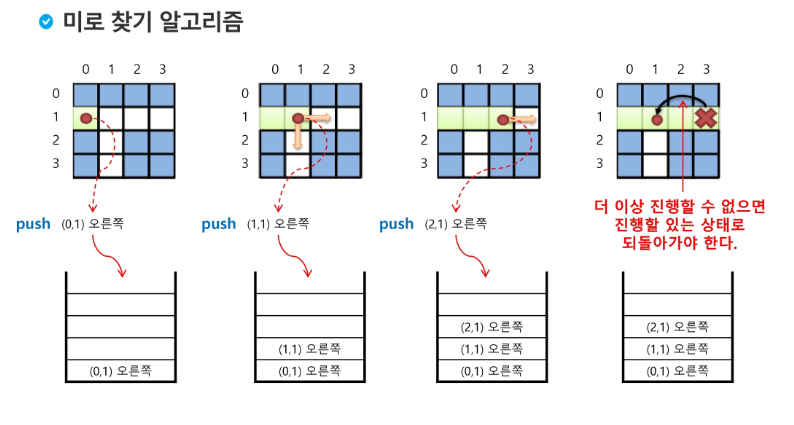 미로 찾기 알고리즘
0 1 2 3
0
1
2
3
push (0,1) 오른쪽
(0,1) 오른쪽
0 1 2 3
0
1
2
3
push (1,1) 오른쪽
(1,1) 오른쪽
(0,1) 오른쪽
0 1 2 3
0
1
2
3
push (2,1) 오른쪽
(2,1) 오른쪽
(1,1) 오른쪽
(0,1) 오른쪽
0 1 2 3
0
1
2
3
더 이상 진행할 수 없으면
진행할 있는 상태로
되돌아가야 한다.
(2,1) 오른쪽
(1,1) 오른쪽
(0,1) 오른쪽